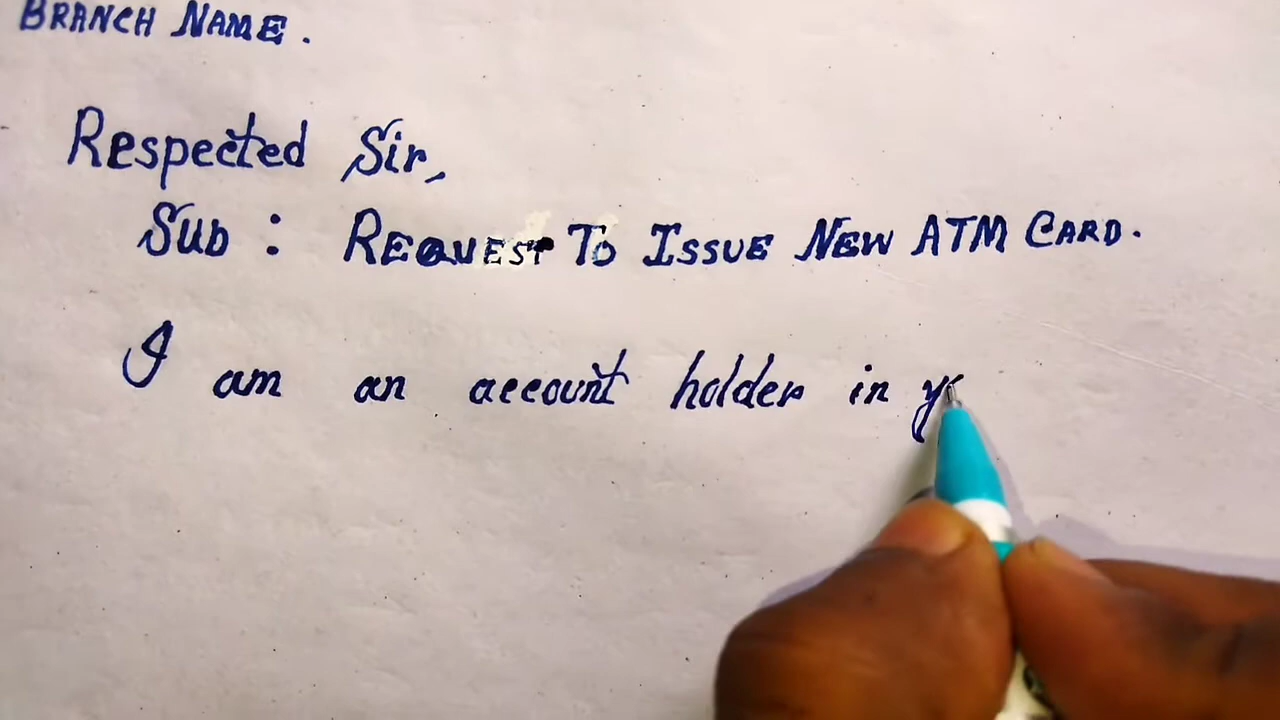 BRANCH NAME.
Respected Sir,
Sub : REQUEST TO ISSUE NEW ATM CARD.
I am an account holder in